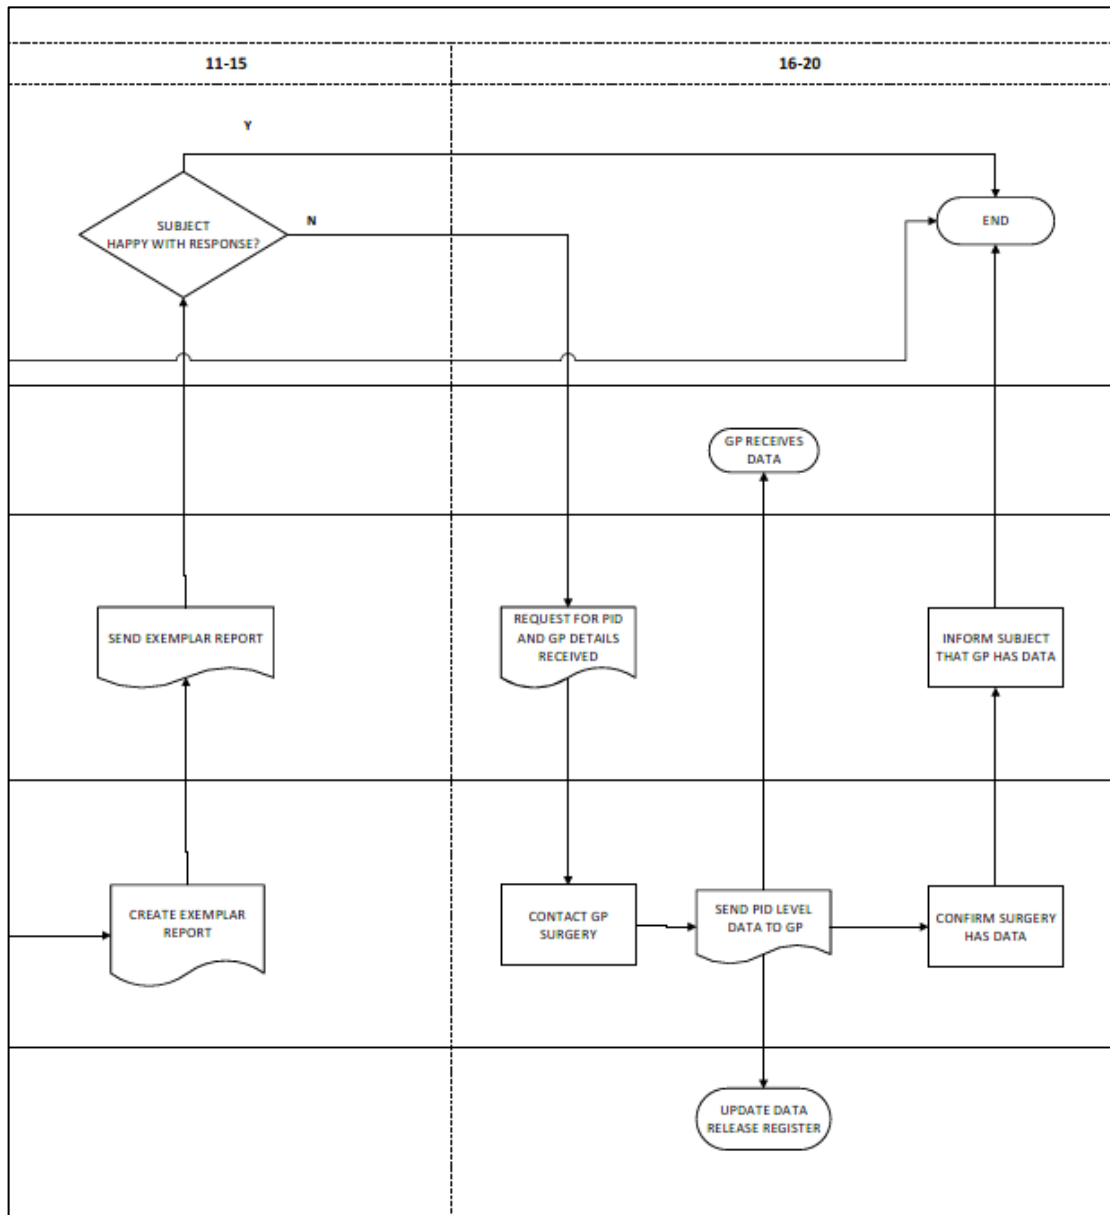 11-15
16-20
Y
SUBJECT
HAPPY WITH RESPONSE?
N
END
GP RECEIVES
DATA
SEND EXEMPLAR REPORT
REQUEST FOR PID
AND GP DETAILS
RECEIVED
INFORM SUBJECT
THAT GP HAS DATA
CREATE EXEMPLAR
REPORT
CONTACT GP
SURGERY
SEND PID LEVEL
DATA TO GP
CONFIRM SURGERY
HAS DATA
UPDATE DATA
RELEASE REGISTER